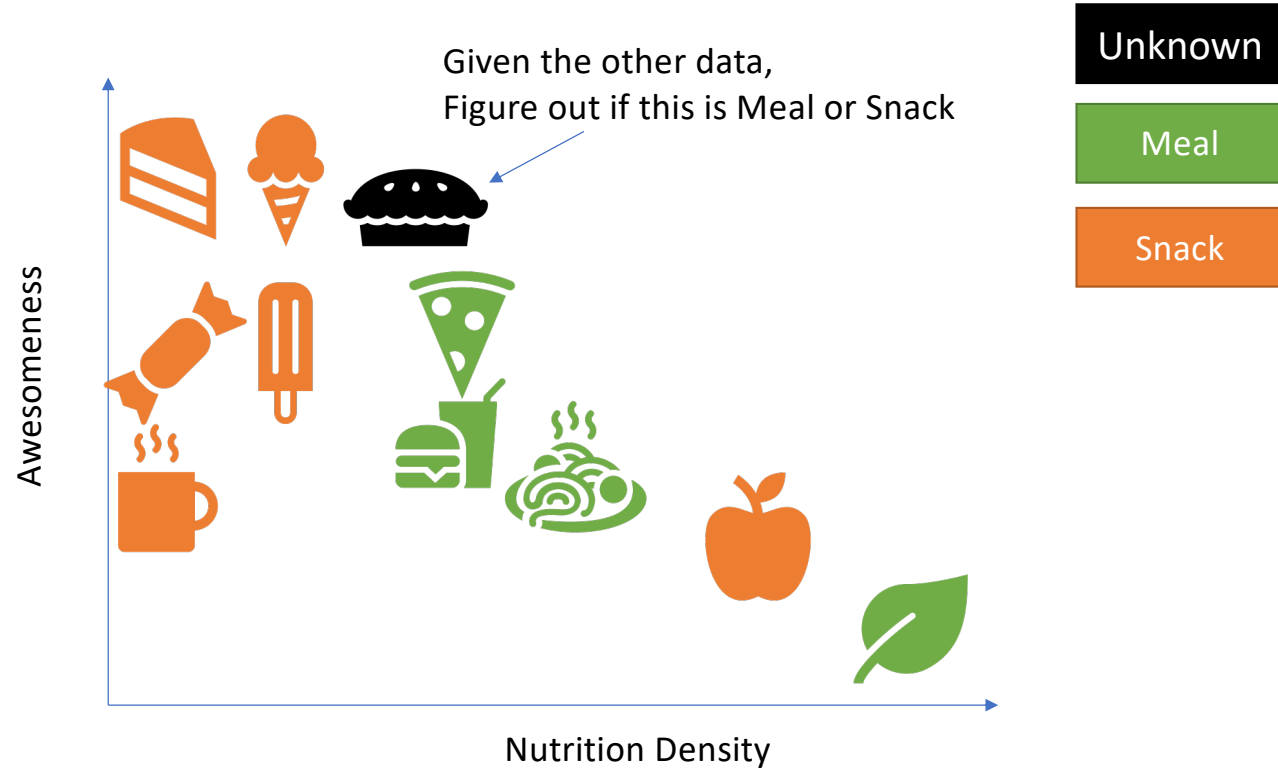 Given the other data,
Figure out if this is Meal or Snack
Unknown
Meal
Snack
Awesomeness
Nutrition Density